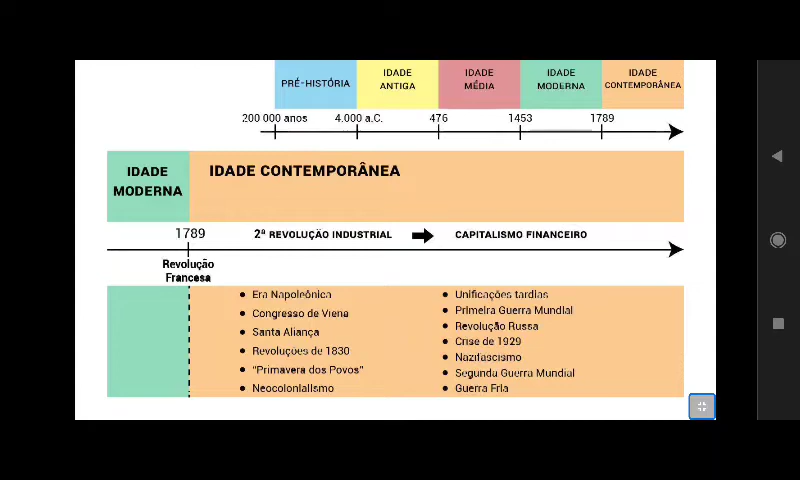 PRÉ-HISTÓRIA
IDADE
ANTIGA
IDADE
MÉDIA
IDADE
MODERNA
IDADE
CONTEMPORÂNEA
200 000 anos 4.000 a.C. 476 1453 1789
IDADE
MODERNA
IDADE CONTEMPORÂNEA
1789
2ª REVOLUÇÃO INDUSTRIAL
CAPITALISMO FINANCEIRO
Revolução
Francesa
• Era Napoleônica
• Congresso de Viena
• Santa Aliança
• Revoluções de 1830
• "Primavera dos Povos"
• Neocolonialismo
• Unificações tardias
• Primeira Guerra Mundial
• Revolução Russa
• Crise de 1929
• Nazifascismo
• Segunda Guerra Mundial
• Guerra Fria